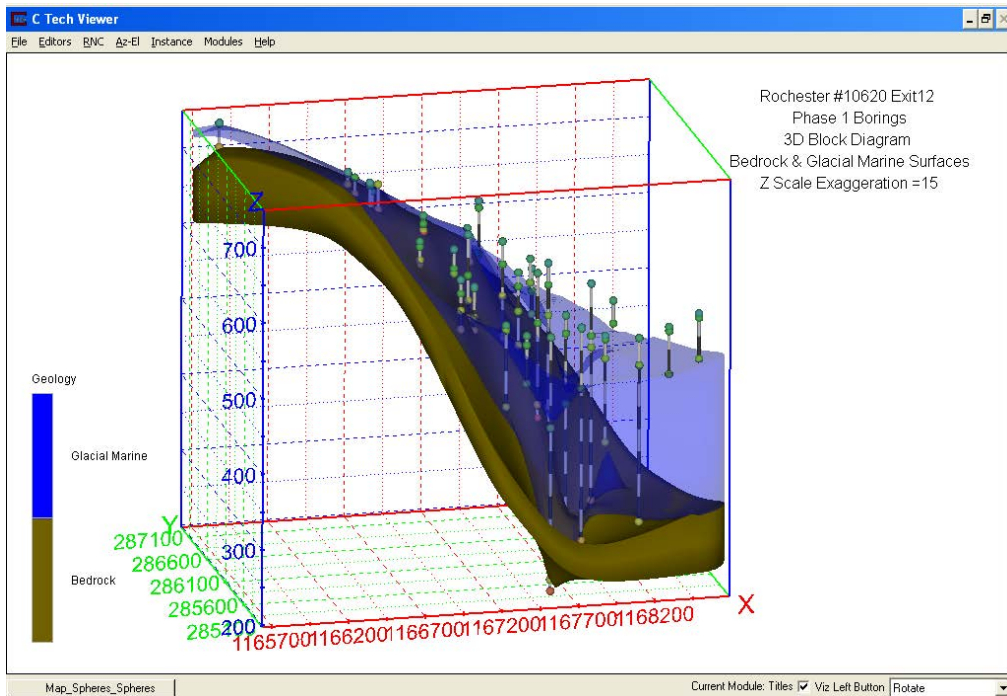 C Tech Viewer
File Editors RNC Az-El Instance Modules Help
Rochester #10620 Exit12
Phase 1 Borings
3D Block Diagram
Bedrock & Glacial Marine Surfaces
Z Scale Exaggeration =15
Z
700
600
500
400
300
200
Geology
Glacial Marine
Bedrock
Y
287100
286600
286100
285600
X
1165700 1166200 1166700 1167200 1167700 1168200
Map_Spheres_Spheres
Current Module: Titles Viz Left Button Rotate